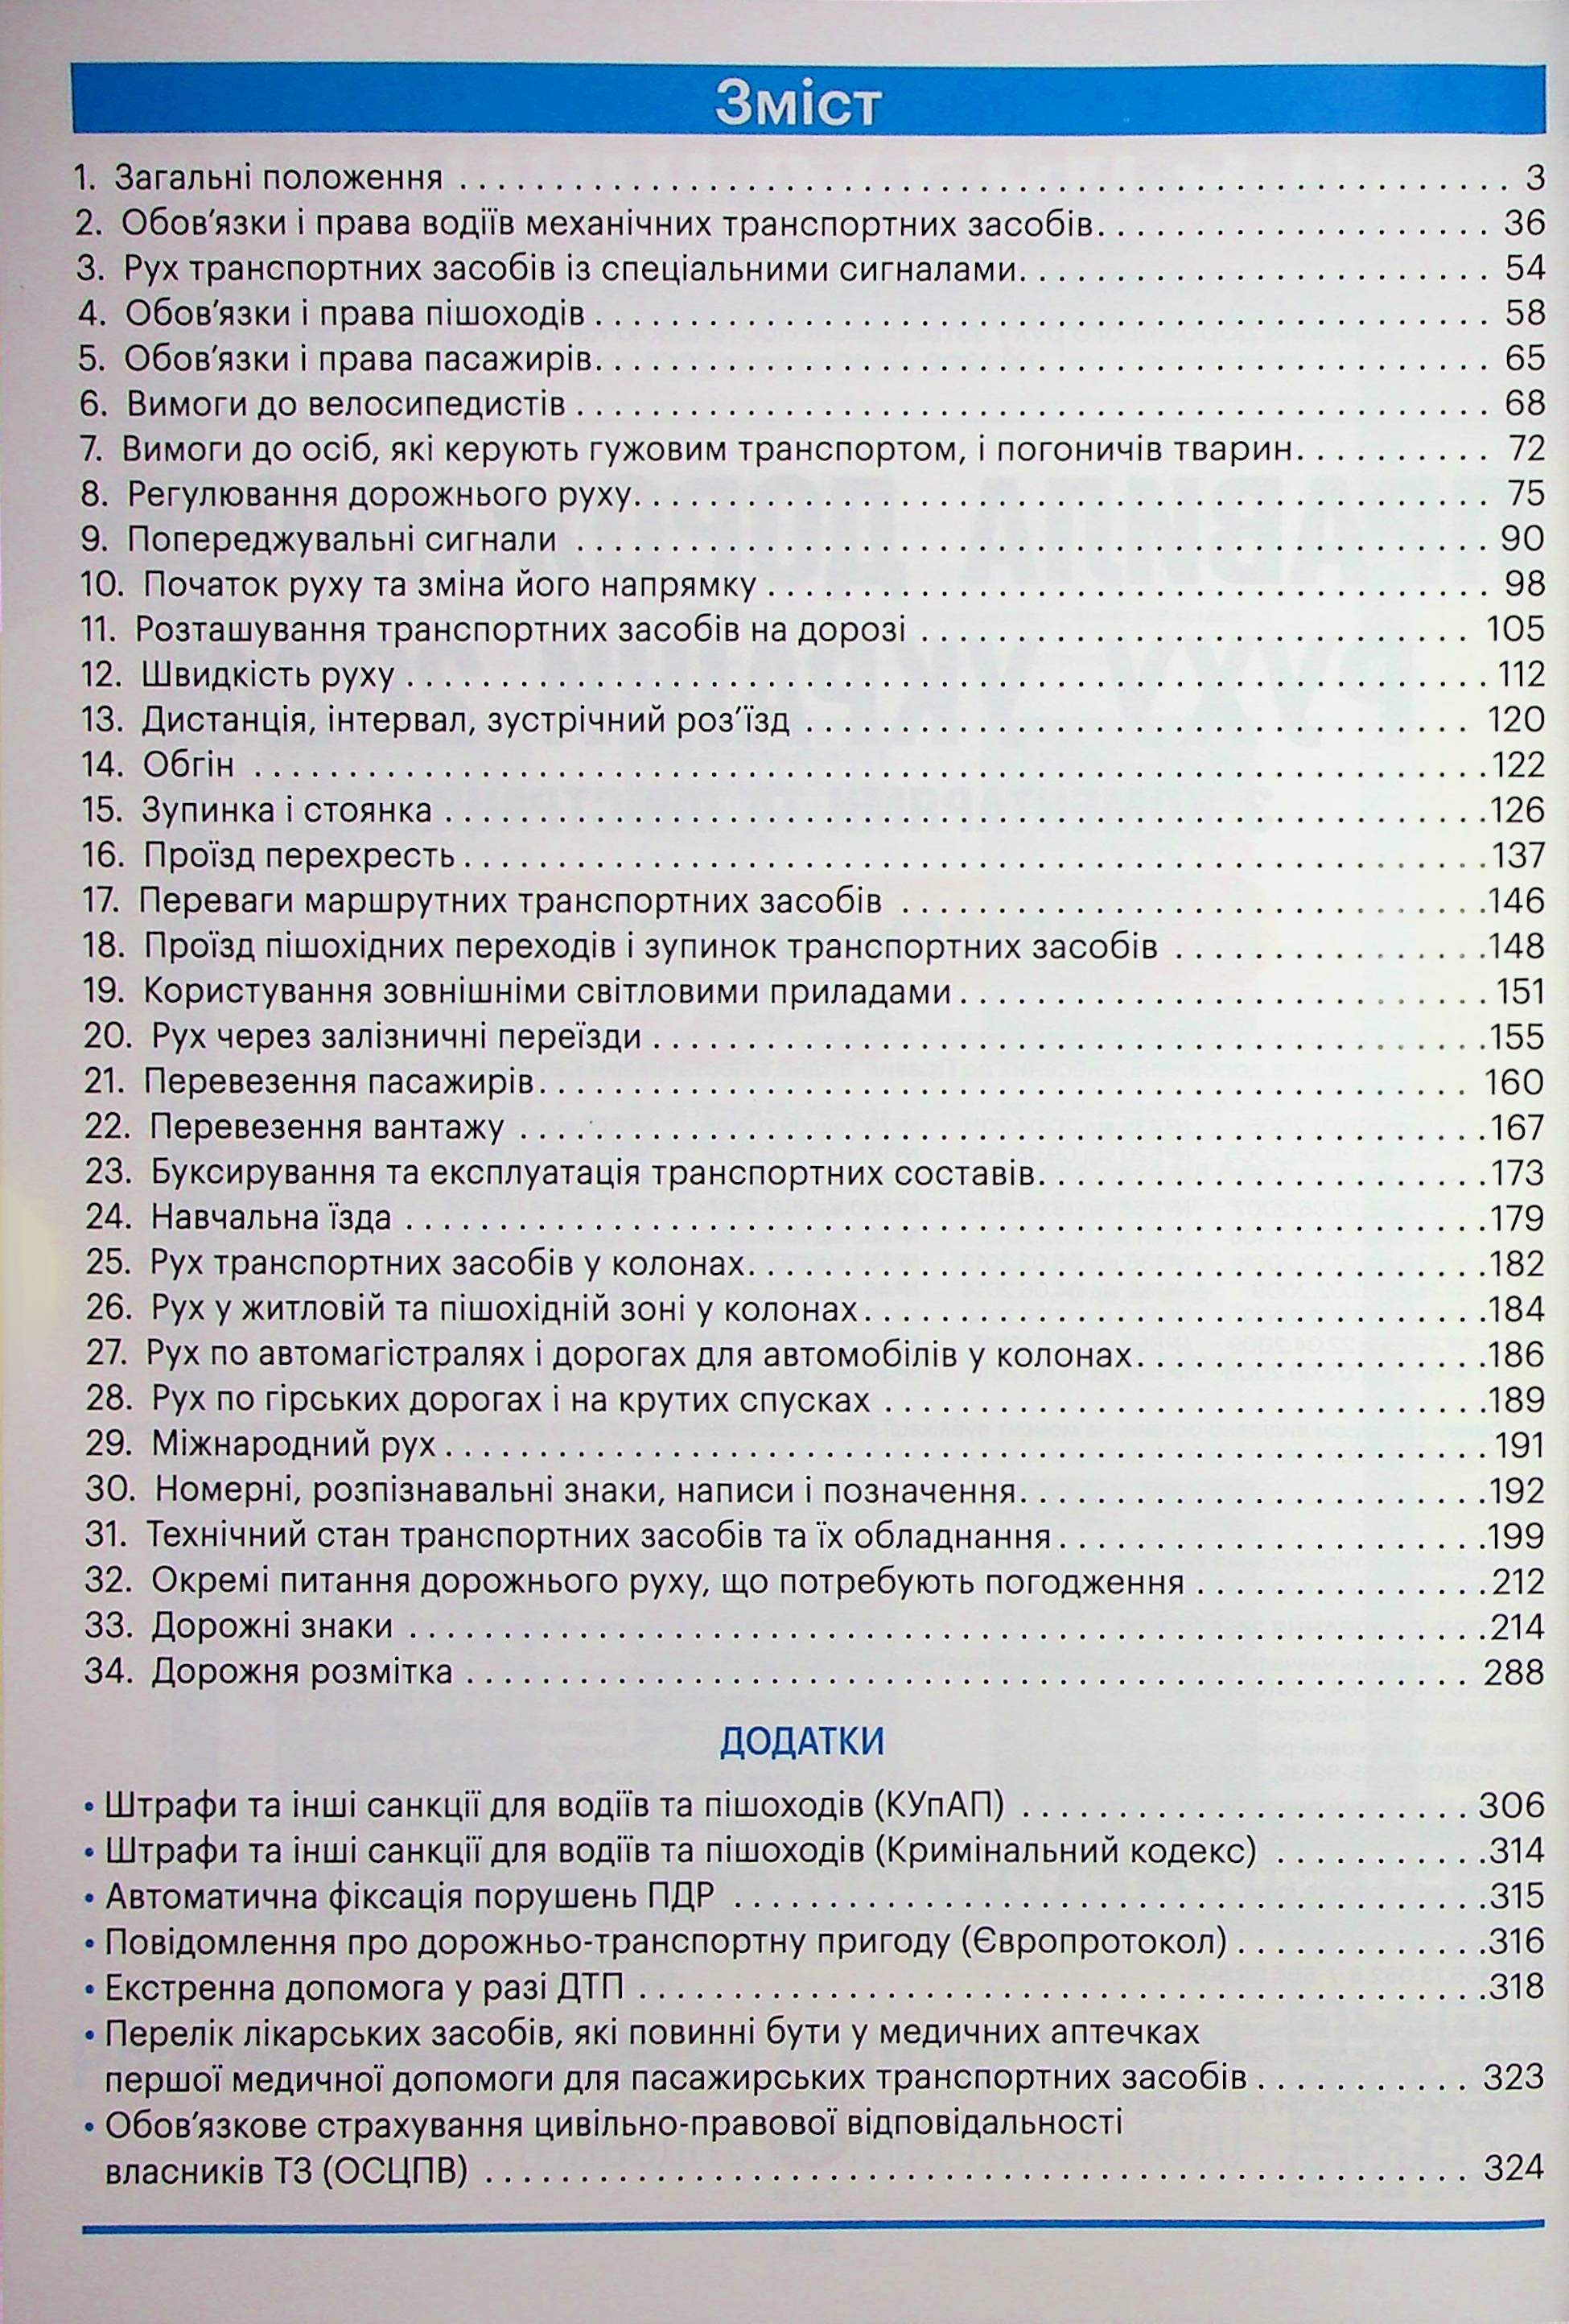 Зміст
1. Загальні положення . . . . . . . . . . 3
2. Обов'язки і права водіїв механічних транспортних засобів. . . . . . . . . . 36
3. Рух транспортних засобів із спеціальними сигналами. . . . . . . . . . 54
4. Обов'язки і права пішоходів . . . . . . . . . . 58
5. Обов'язки і права пасажирів. . . . . . . . . . 65
6. Вимоги до велосипедистів . . . . . . . . . . 68
7. Вимоги до осіб, які керують гужовим транспортом, і погоничів тварин. . . . . . . . . . 72
8. Регулювання дорожнього руху. . . . . . . . . . 75
9. Попереджувальні сигнали . . . . . . . . . . 90
10. Початок руху та зміна його напрямку . . . . . . . . . . 98
11. Розташування транспортних засобів на дорозі . . . . . . . . . . 105
12. Швидкість руху . . . . . . . . . . 112
13. Дистанція, інтервал, зустрічний роз'їзд . . . . . . . . . . 120
14. Обгін . . . . . . . . . . 122
15. Зупинка і стоянка . . . . . . . . . . 126
16. Проїзд перехресть . . . . . . . . . . 137
17. Переваги маршрутних транспортних засобів . . . . . . . . . . 146
18. Проїзд пішохідних переходів і зупинок транспортних засобів . . . . . . . . . . 148
19. Користування зовнішніми світловими приладами . . . . . . . . . . 151
20. Рух через залізничні переїзди . . . . . . . . . . 155
21. Перевезення пасажирів. . . . . . . . . . 160
22. Перевезення вантажу . . . . . . . . . . 167
23. Буксирування та експлуатація транспортних составів. . . . . . . . . . 173
24. Навчальна їзда . . . . . . . . . . 179
25. Рух транспортних засобів у колонах. . . . . . . . . . 182
26. Рух у житловій та пішохідній зоні у колонах. . . . . . . . . . 184
27. Рух по автомагістралях і дорогах для автомобілів у колонах. . . . . . . . . . 186
28. Рух по гірських дорогах і на крутих спусках . . . . . . . . . . 189
29. Міжнародний рух . . . . . . . . . . 191
30. Номерні, розпізнавальні знаки, написи і позначення. . . . . . . . . . 192
31. Технічний стан транспортних засобів та їх обладнання . . . . . . . . . . 199
32. Окремі питання дорожнього руху, що потребують погодження . . . . . . . . . . 212
33. Дорожні знаки . . . . . . . . . . 214
34. Дорожня розмітка . . . . . . . . . . 288
ДОДАТКИ
• Штрафи та інші санкції для водіїв та пішоходів (КУпАП) . . . . . . . . . . 306
• Штрафи та інші санкції для водіїв та пішоходів (Кримінальний кодекс) . . . . . . . . . . 314
• Автоматична фіксація порушень ПДР . . . . . . . . . . 315
• Повідомлення про дорожньо-транспортну пригоду (Європротокол) . . . . . . . . . . 316
• Екстренна допомога у разі ДТП . . . . . . . . . . 318
• Перелік лікарських засобів, які повинні бути у медичних аптечках
першої медичної допомоги для пасажирських транспортних засобів . . . . . . . . . . 323
• Обов'язкове страхування цивільно-правової відповідальності
власників ТЗ (ОСЦПВ) . . . . . . . . . . 324